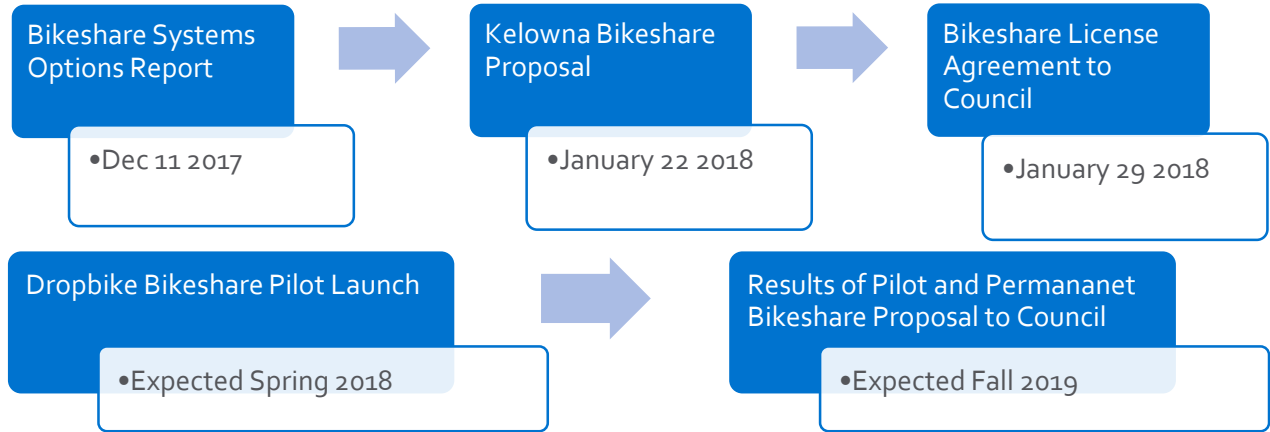 Bikeshare Systems
Options Report
•Dec 11 2017
Kelowna Bikeshare
Proposal
•January 22 2018
Bikeshare License
Agreement to
Council
•January 29 2018
Dropbike Bikeshare Pilot Launch
•Expected Spring 2018
Results of Pilot and Permananet
Bikeshare Proposal to Council
•Expected Fall 2019